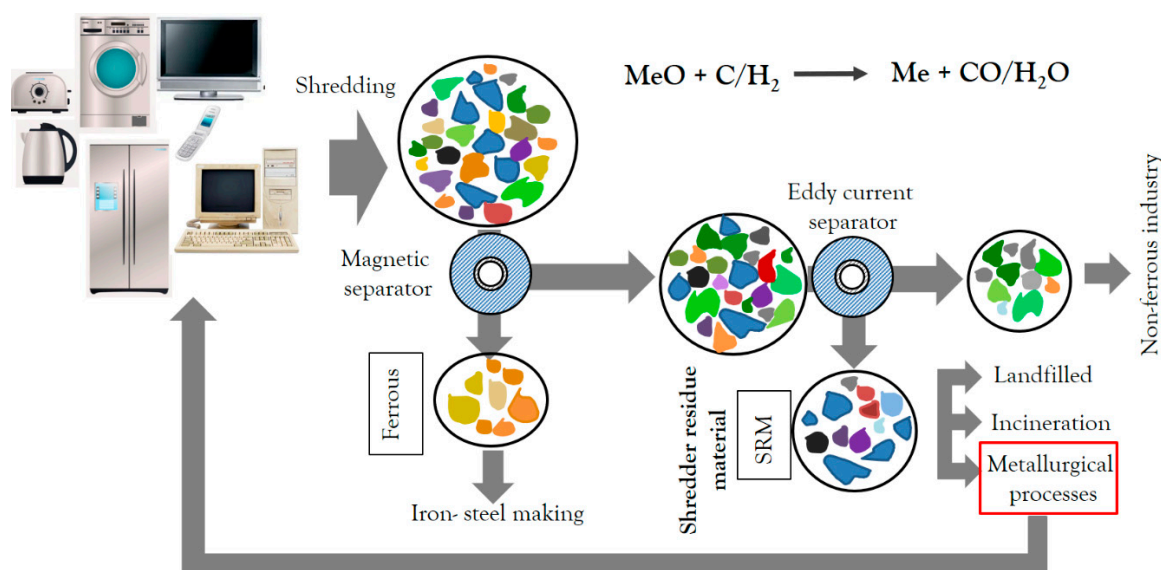 Shredding
MeO + C/H₂ → Me + CO/H₂O
Eddy current
separator
Magnetic
separator
Non-ferrous industry
Ferrous
Shredder residue
material
SRM
Landfilled
Incineration
Metallurgical
processes
Iron- steel making